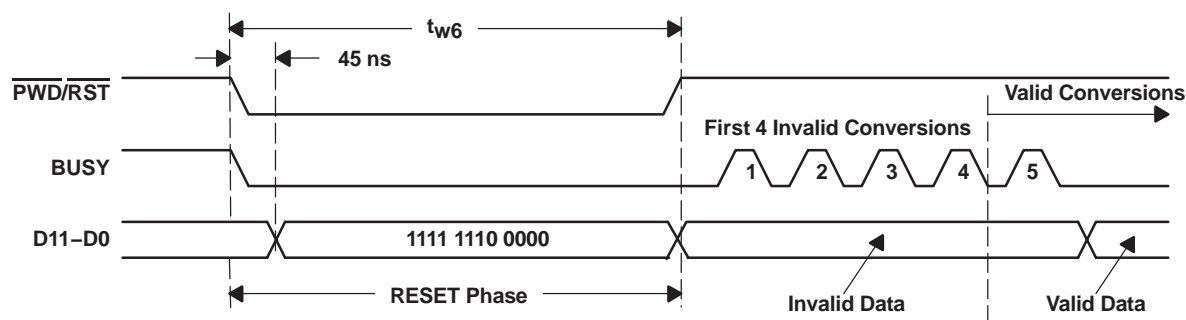 tw6
45 ns
PWD/RST
Valid Conversions
First 4 Invalid Conversions
BUSY
1 2 3 4 5
D11–D0
1111 1110 0000
RESET Phase
Invalid Data
Valid Data